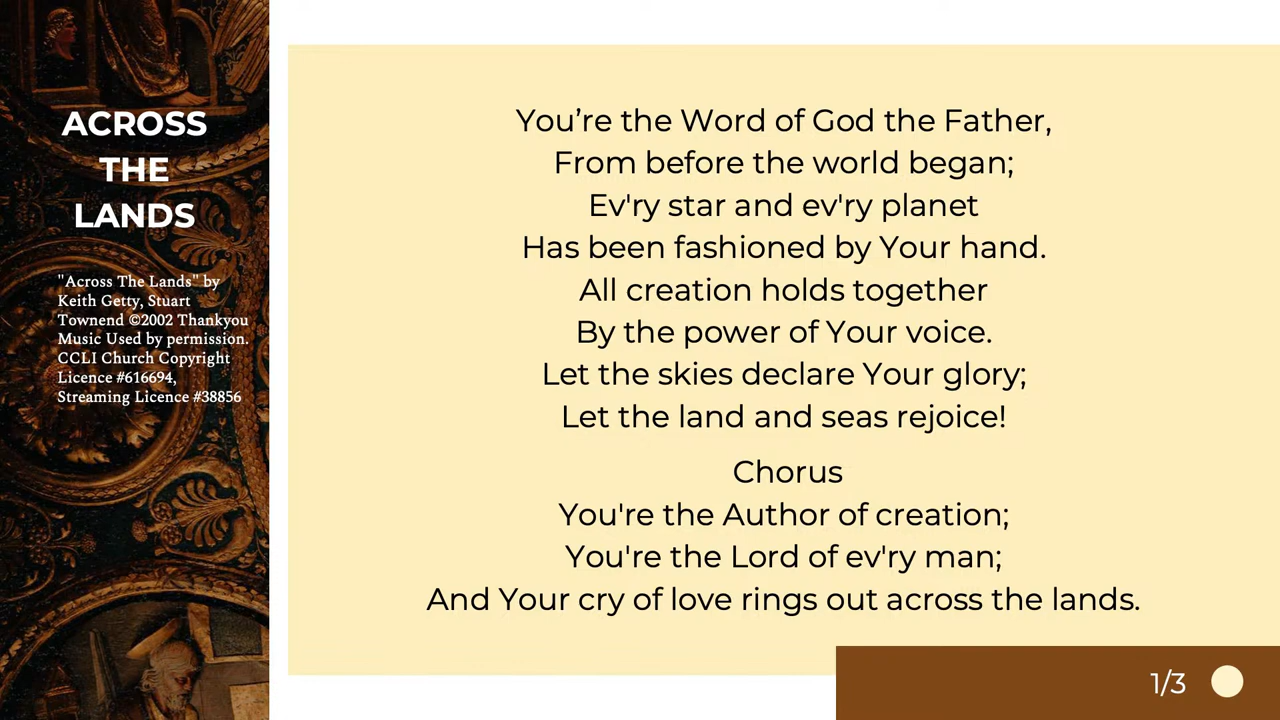 ACROSS
THE
LANDS
"Across The Lands" by
Keith Getty, Stuart
Townend ©2002 Thankyou
Music Used by permission.
CCLI Church Copyright
Licence #616694,
Streaming Licence #38856
You’re the Word of God the Father,
From before the world began;
Ev'ry star and ev'ry planet
Has been fashioned by Your hand.
All creation holds together
By the power of Your voice.
Let the skies declare Your glory;
Let the land and seas rejoice!
Chorus
You're the Author of creation;
You're the Lord of ev'ry man;
And Your cry of love rings out across the lands.
1/3